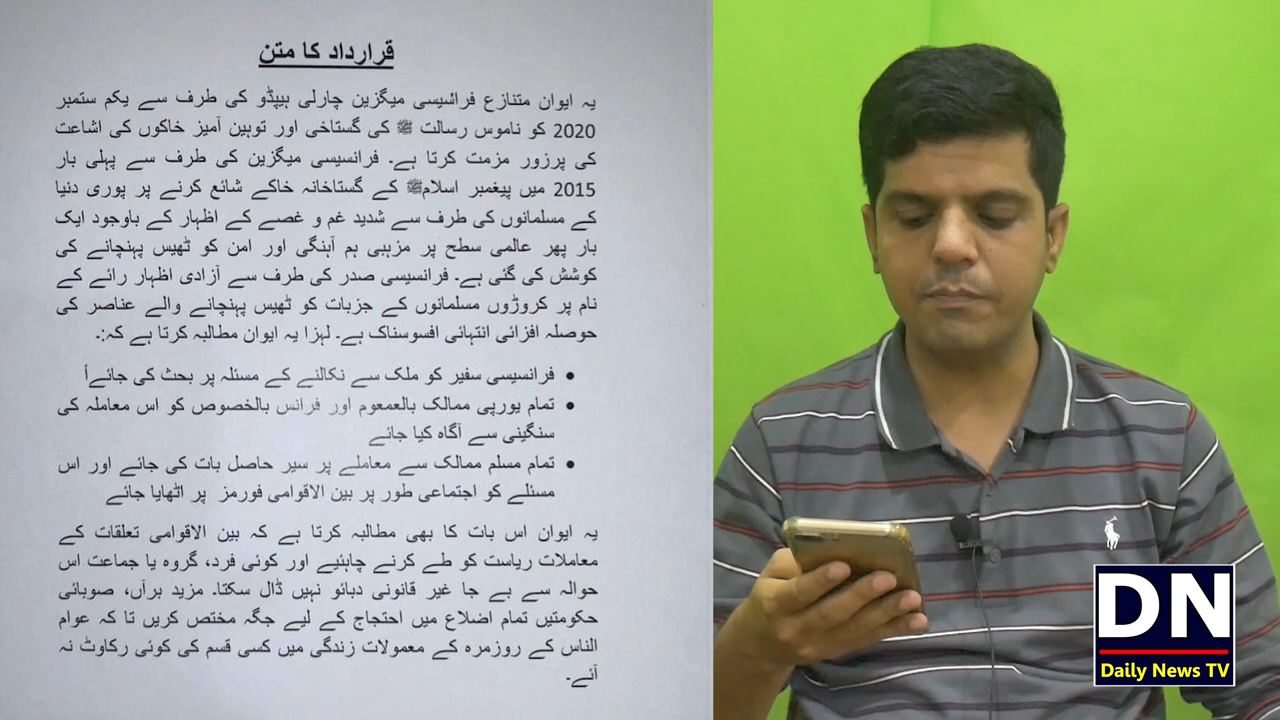 قرارداد کا متن
یہ ایوان متنازع فرانسیسی میگزین چارلی ہیپڈو کی طرف سے یکم ستمبر
2020 کو ناموس رسالت ﷺ کی گستاخی اور توہین آمیز خاکوں کی اشاعت
کی پرزور مزمت کرتا ہے۔ فرانسیسی میگزین کی طرف سے پہلی بار
2015 میں پیغمبر اسلامﷺ کے گستاخانہ خاکے شائع کرنے پر پوری دنیا
کے مسلمانوں کی طرف سے شدید غم و غصے کے اظہار کے باوجود ایک
بار پھر عالمی سطح پر مزہبی ہم آہنگی اور امن کو ٹھیس پہنچانے کی
کوشش کی گئی ہے۔ فرانسیسی صدر کی طرف سے آزادی اظہار رائے کے
نام پر کروڑوں مسلمانوں کے جزبات کو ٹھیس پہنچانے والے عناصر کی
حوصلہ افزائی انتہائی افسوسناک ہے۔ لہزا یہ ایوان مطالبہ کرتا ہے کہ:۔
• فرانسیسی سفیر کو ملک سے نکالنے کے مسئلہ پر بحث کی جائےاً
• تمام یورپی ممالک بالعمعوم اور فرانس بالخصوص کو اس معاملہ کی
سنگینی سے آگاہ کیا جائے
• تمام مسلم ممالک سے معاملے پر سیر حاصل بات کی جائے اور اس
مسئلے کو اجتماعی طور پر بین الاقوامی فورمز پر اٹھایا جائے
یہ ایوان اس بات کا بھی مطالبہ کرتا ہے کہ بین الاقوامی تعلقات کے
معاملات ریاست کو طے کرنے چاہئیے اور کوئی فرد، گروہ یا جماعت اس
حوالہ سے بے جا غیر قانونی دبائو نہیں ڈال سکتا۔ مزید برآں، صوبائی
حکومتیں تمام اضلاع میں احتجاج کے لیے جگہ مختص کریں تا کہ عوام
الناس کے روزمرہ کے معمولات زندگی میں کسی قسم کی کوئی رکاوٹ نہ
آئے۔
DN
Daily News TV